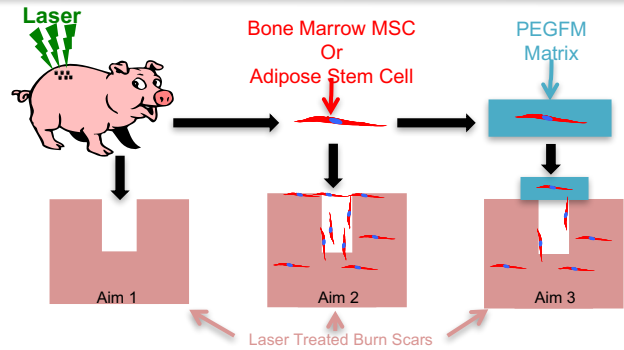 Laser
Bone Marrow MSC
Or
Adipose Stem Cell
PEGFM
Matrix
Aim 1
Aim 2
Aim 3
Laser Treated Burn Scars